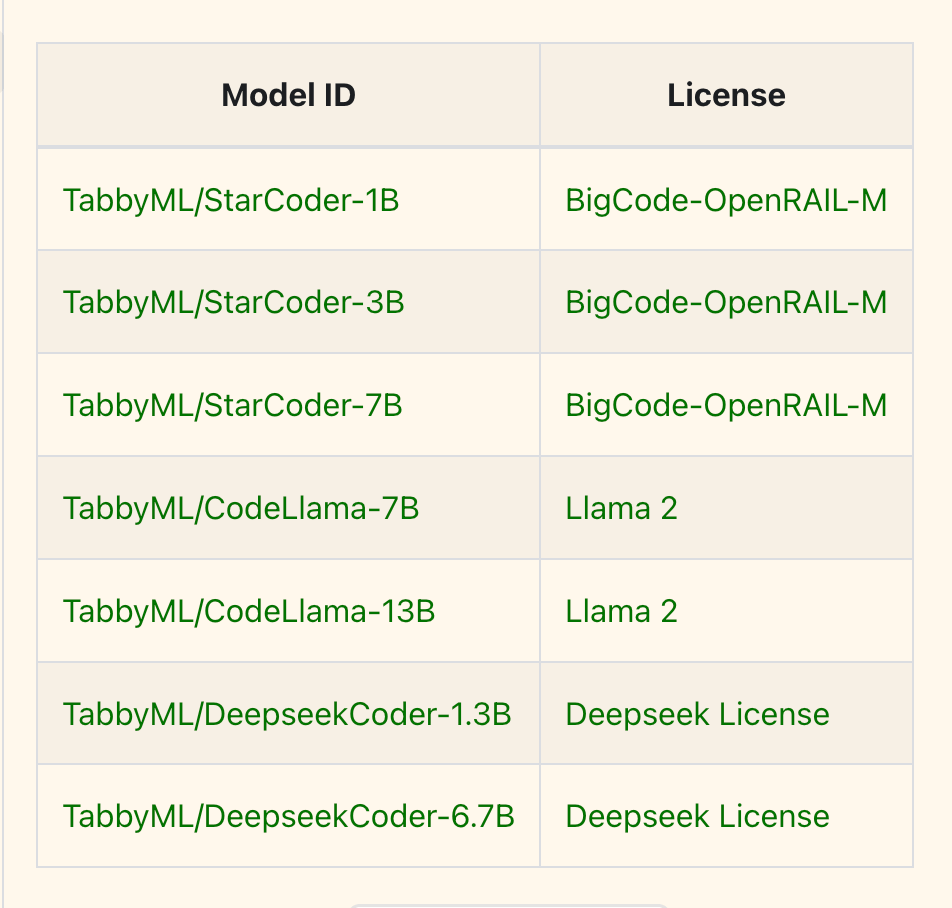 Model ID License
TabbyML/StarCoder-1B BigCode-OpenRAIL-M
TabbyML/StarCoder-3B BigCode-OpenRAIL-M
TabbyML/StarCoder-7B BigCode-OpenRAIL-M
TabbyML/CodeLlama-7B Llama 2
TabbyML/CodeLlama-13B Llama 2
TabbyML/DeepseekCoder-1.3B Deepseek License
TabbyML/DeepseekCoder-6.7B Deepseek License